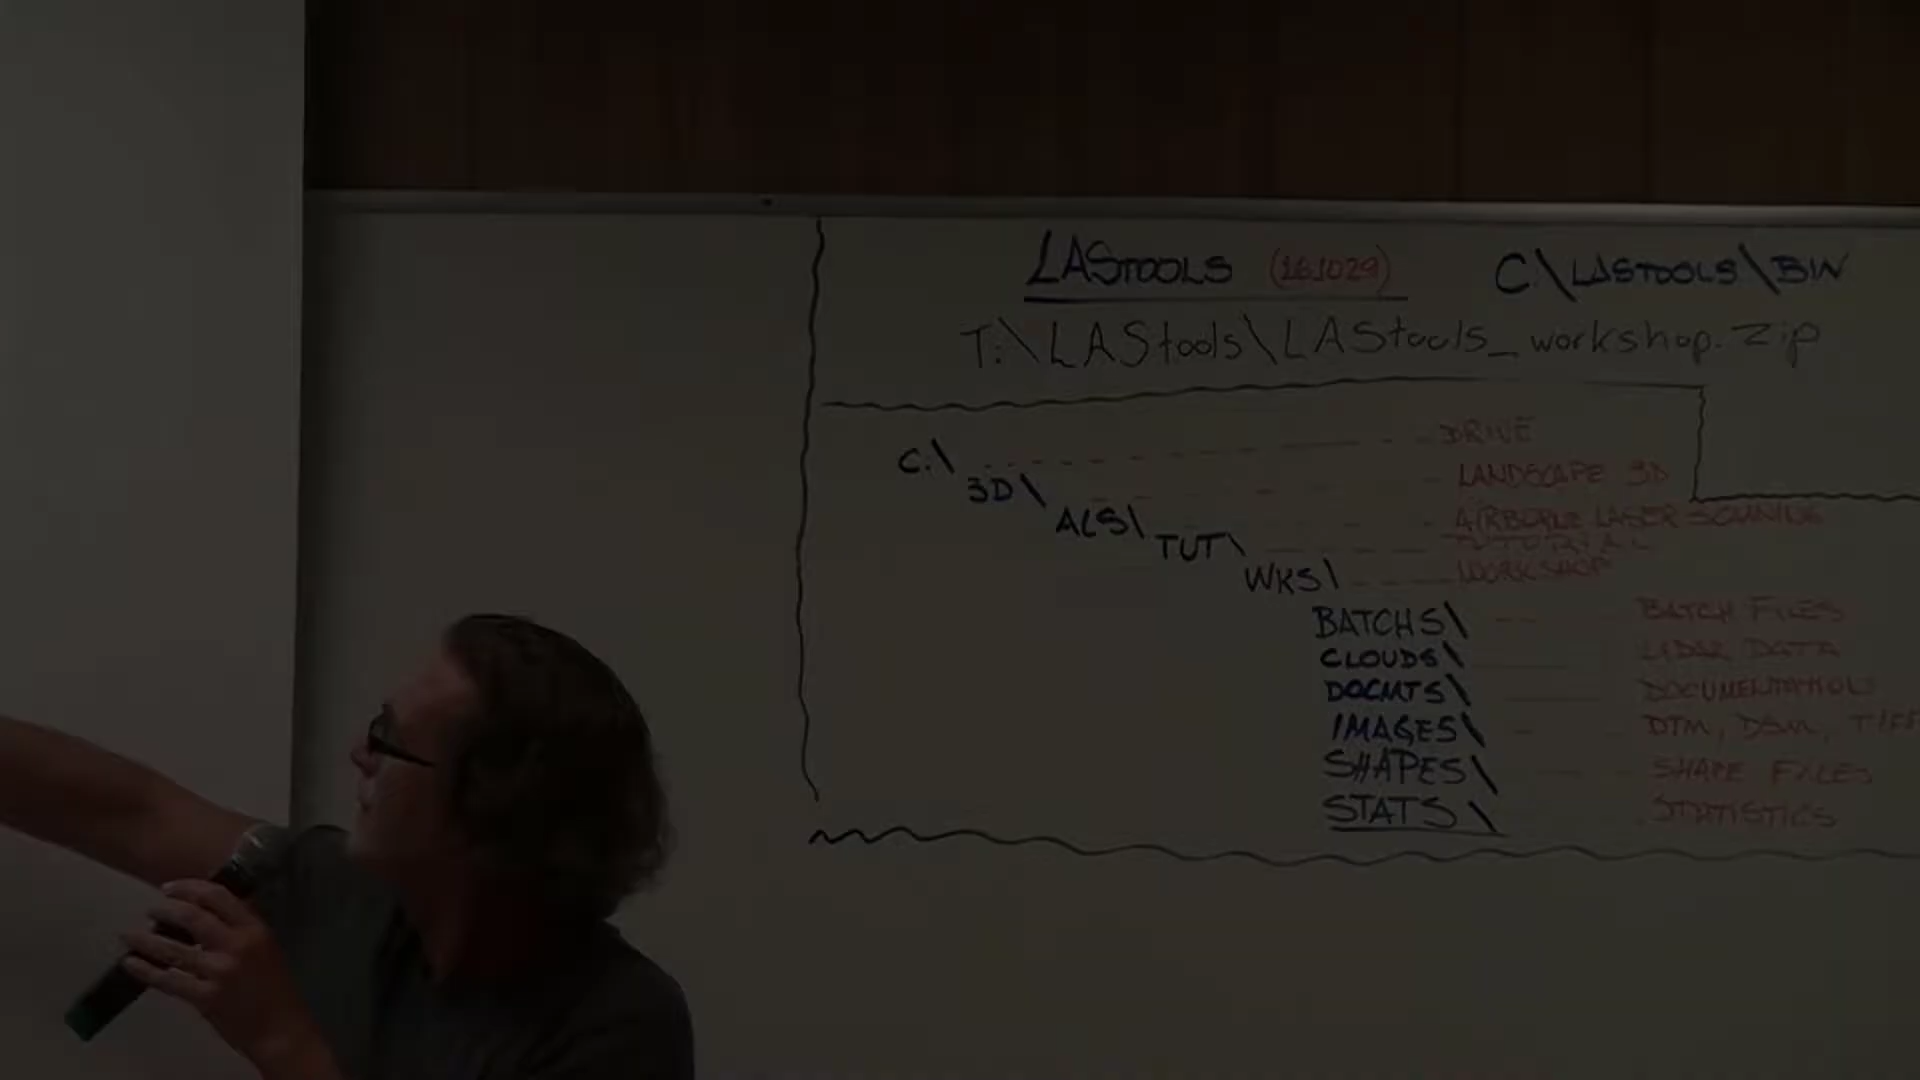 LASTOOLS (161029) C:\LASTOOLS\BIN
T:\LAStools\LAStools_workshop.zip
C:\ DRIVE
3D\ LANDSCAPE 3D
ALS\ AIRBORNE LASER SCANNING
TUT\ TUTORIAL
WKS\ WORKSHOP
BATCHS\ BATCH FILES
CLOUDS\ LIDAR DATA
DOCMTS\ DOCUMENTATION
IMAGES\ DTM, DSM, TIFF
SHAPES\ SHAPE FILES
STATS\ STATISTICS